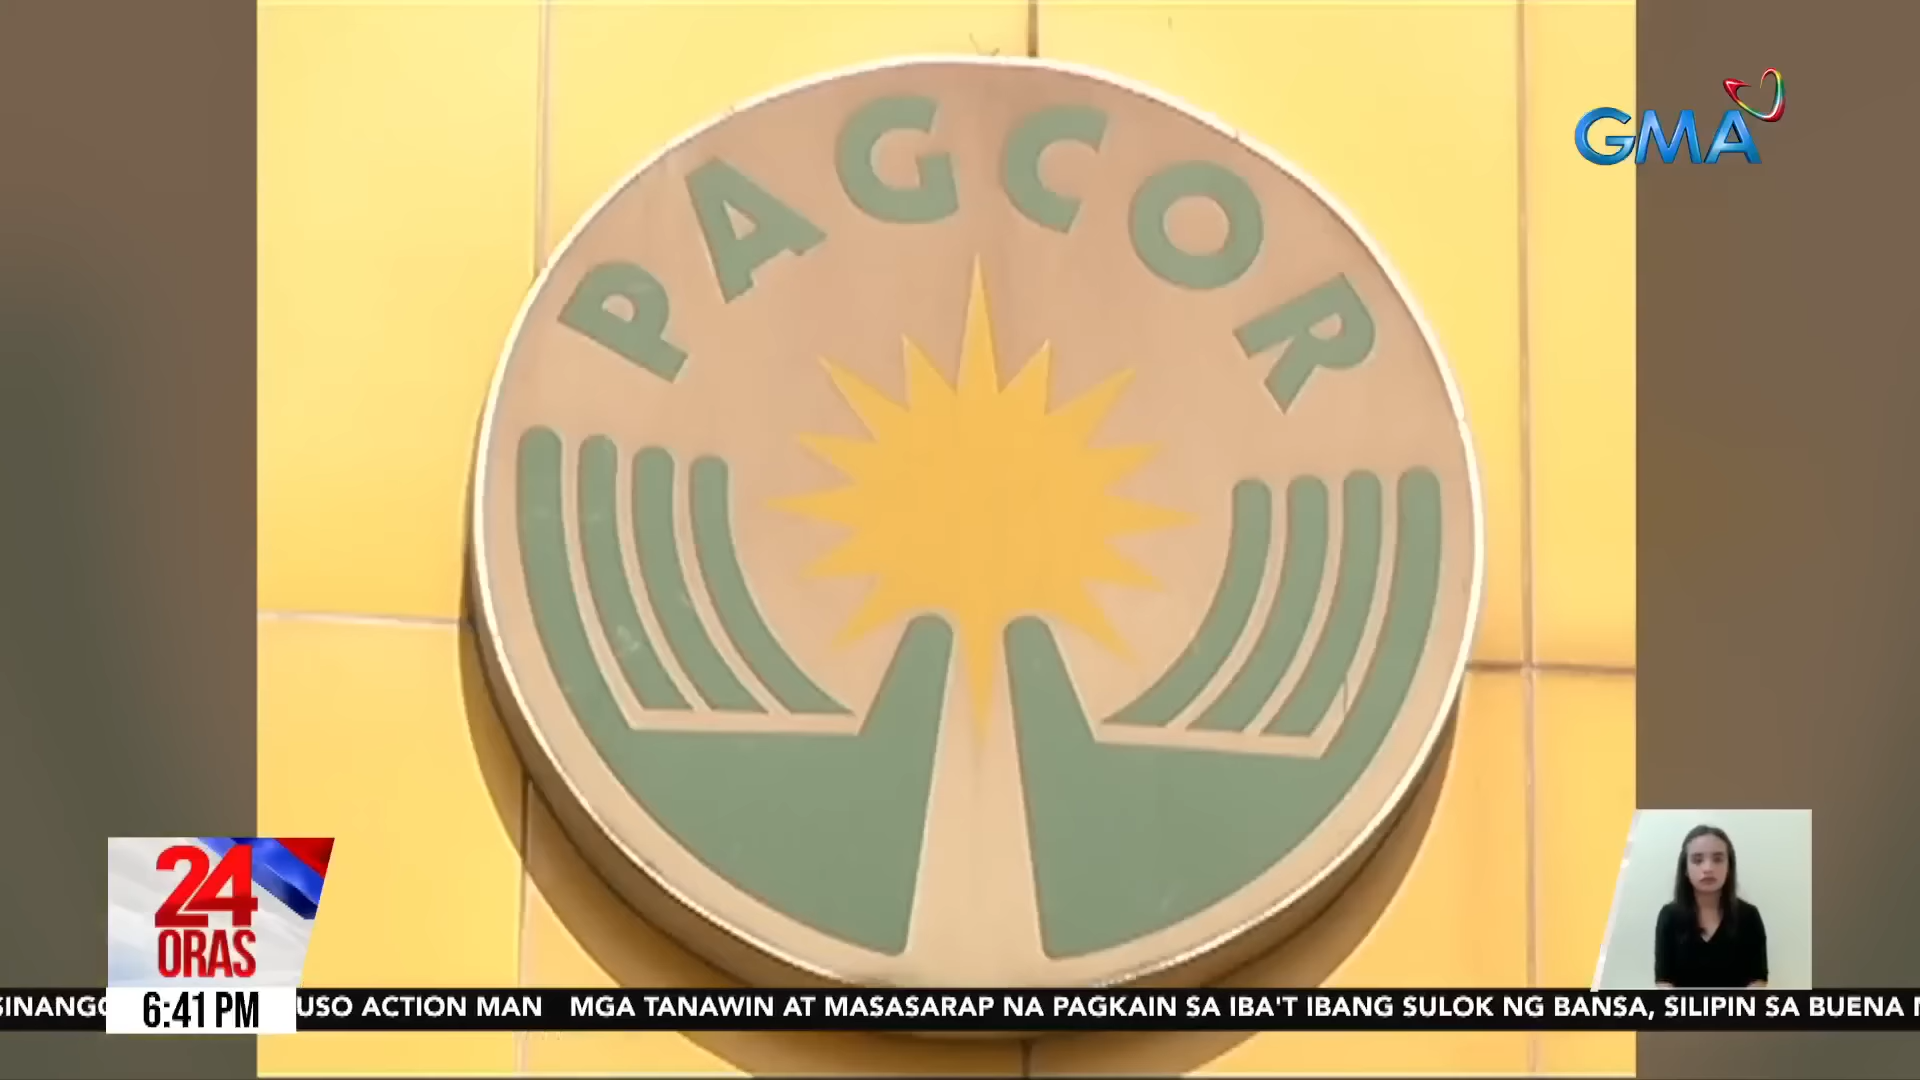 PAGCOR
GMA
24
ORAS
6:41 PM
USO ACTION MAN MGA TANAWIN AT MASASARAP NA PAGKAIN SA IBA'T IBANG SULOK NG BANSA, SILIPIN SA BUENA